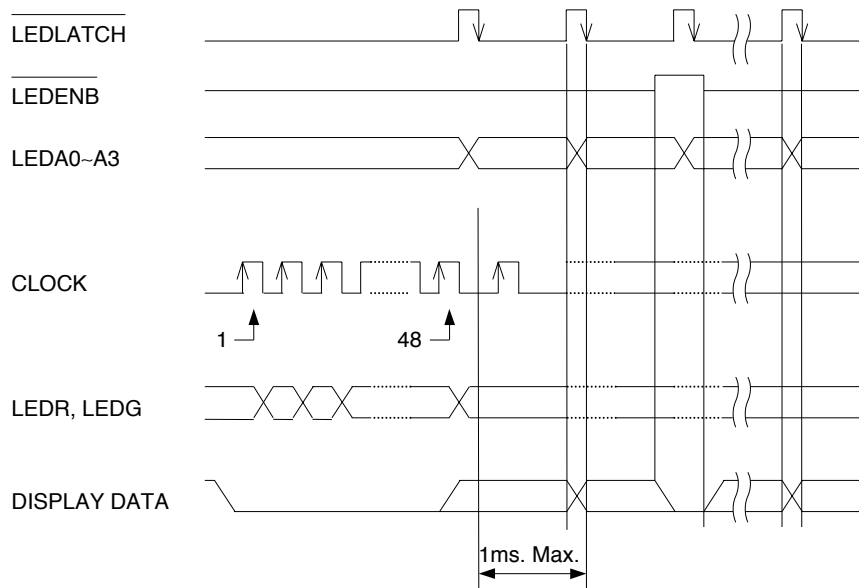 LEDLATCH
LEDENB
LEDA0~A3
CLOCK
1
48
LEDR, LEDG
DISPLAY DATA
1ms. Max.